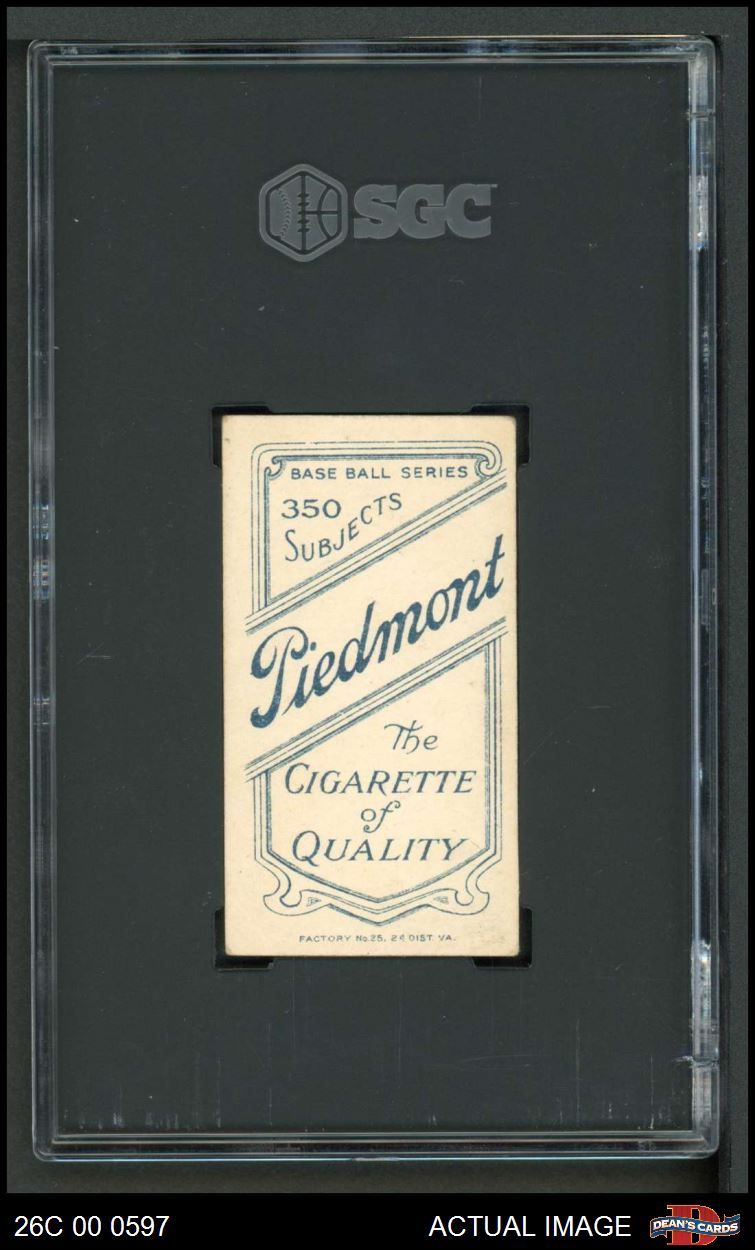 SGC
BASE BALL SERIES
350
SUBJECTS
Piedmont
The
CIGARETTE
of
QUALITY
FACTORY No. 25, 2d DIST. VA.
26C 00 0597
ACTUAL IMAGE
DEAN'S CARDS